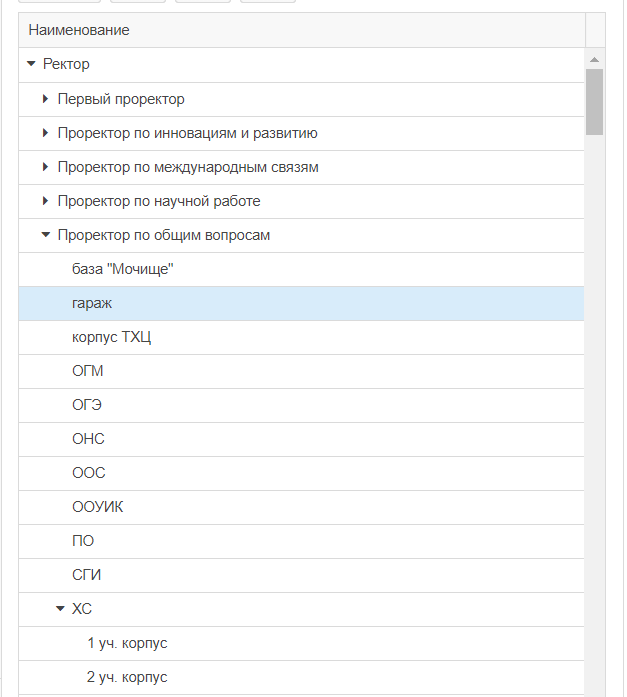 Наименование
Ректор
Первый проректор
Проректор по инновациям и развитию
Проректор по международным связям
Проректор по научной работе
Проректор по общим вопросам
база "Мочище"
гараж
корпус ТХЦ
ОГМ
ОГЭ
ОНС
ООС
ООУИК
ПО
СГИ
ХС
1 уч. корпус
2 уч. корпус